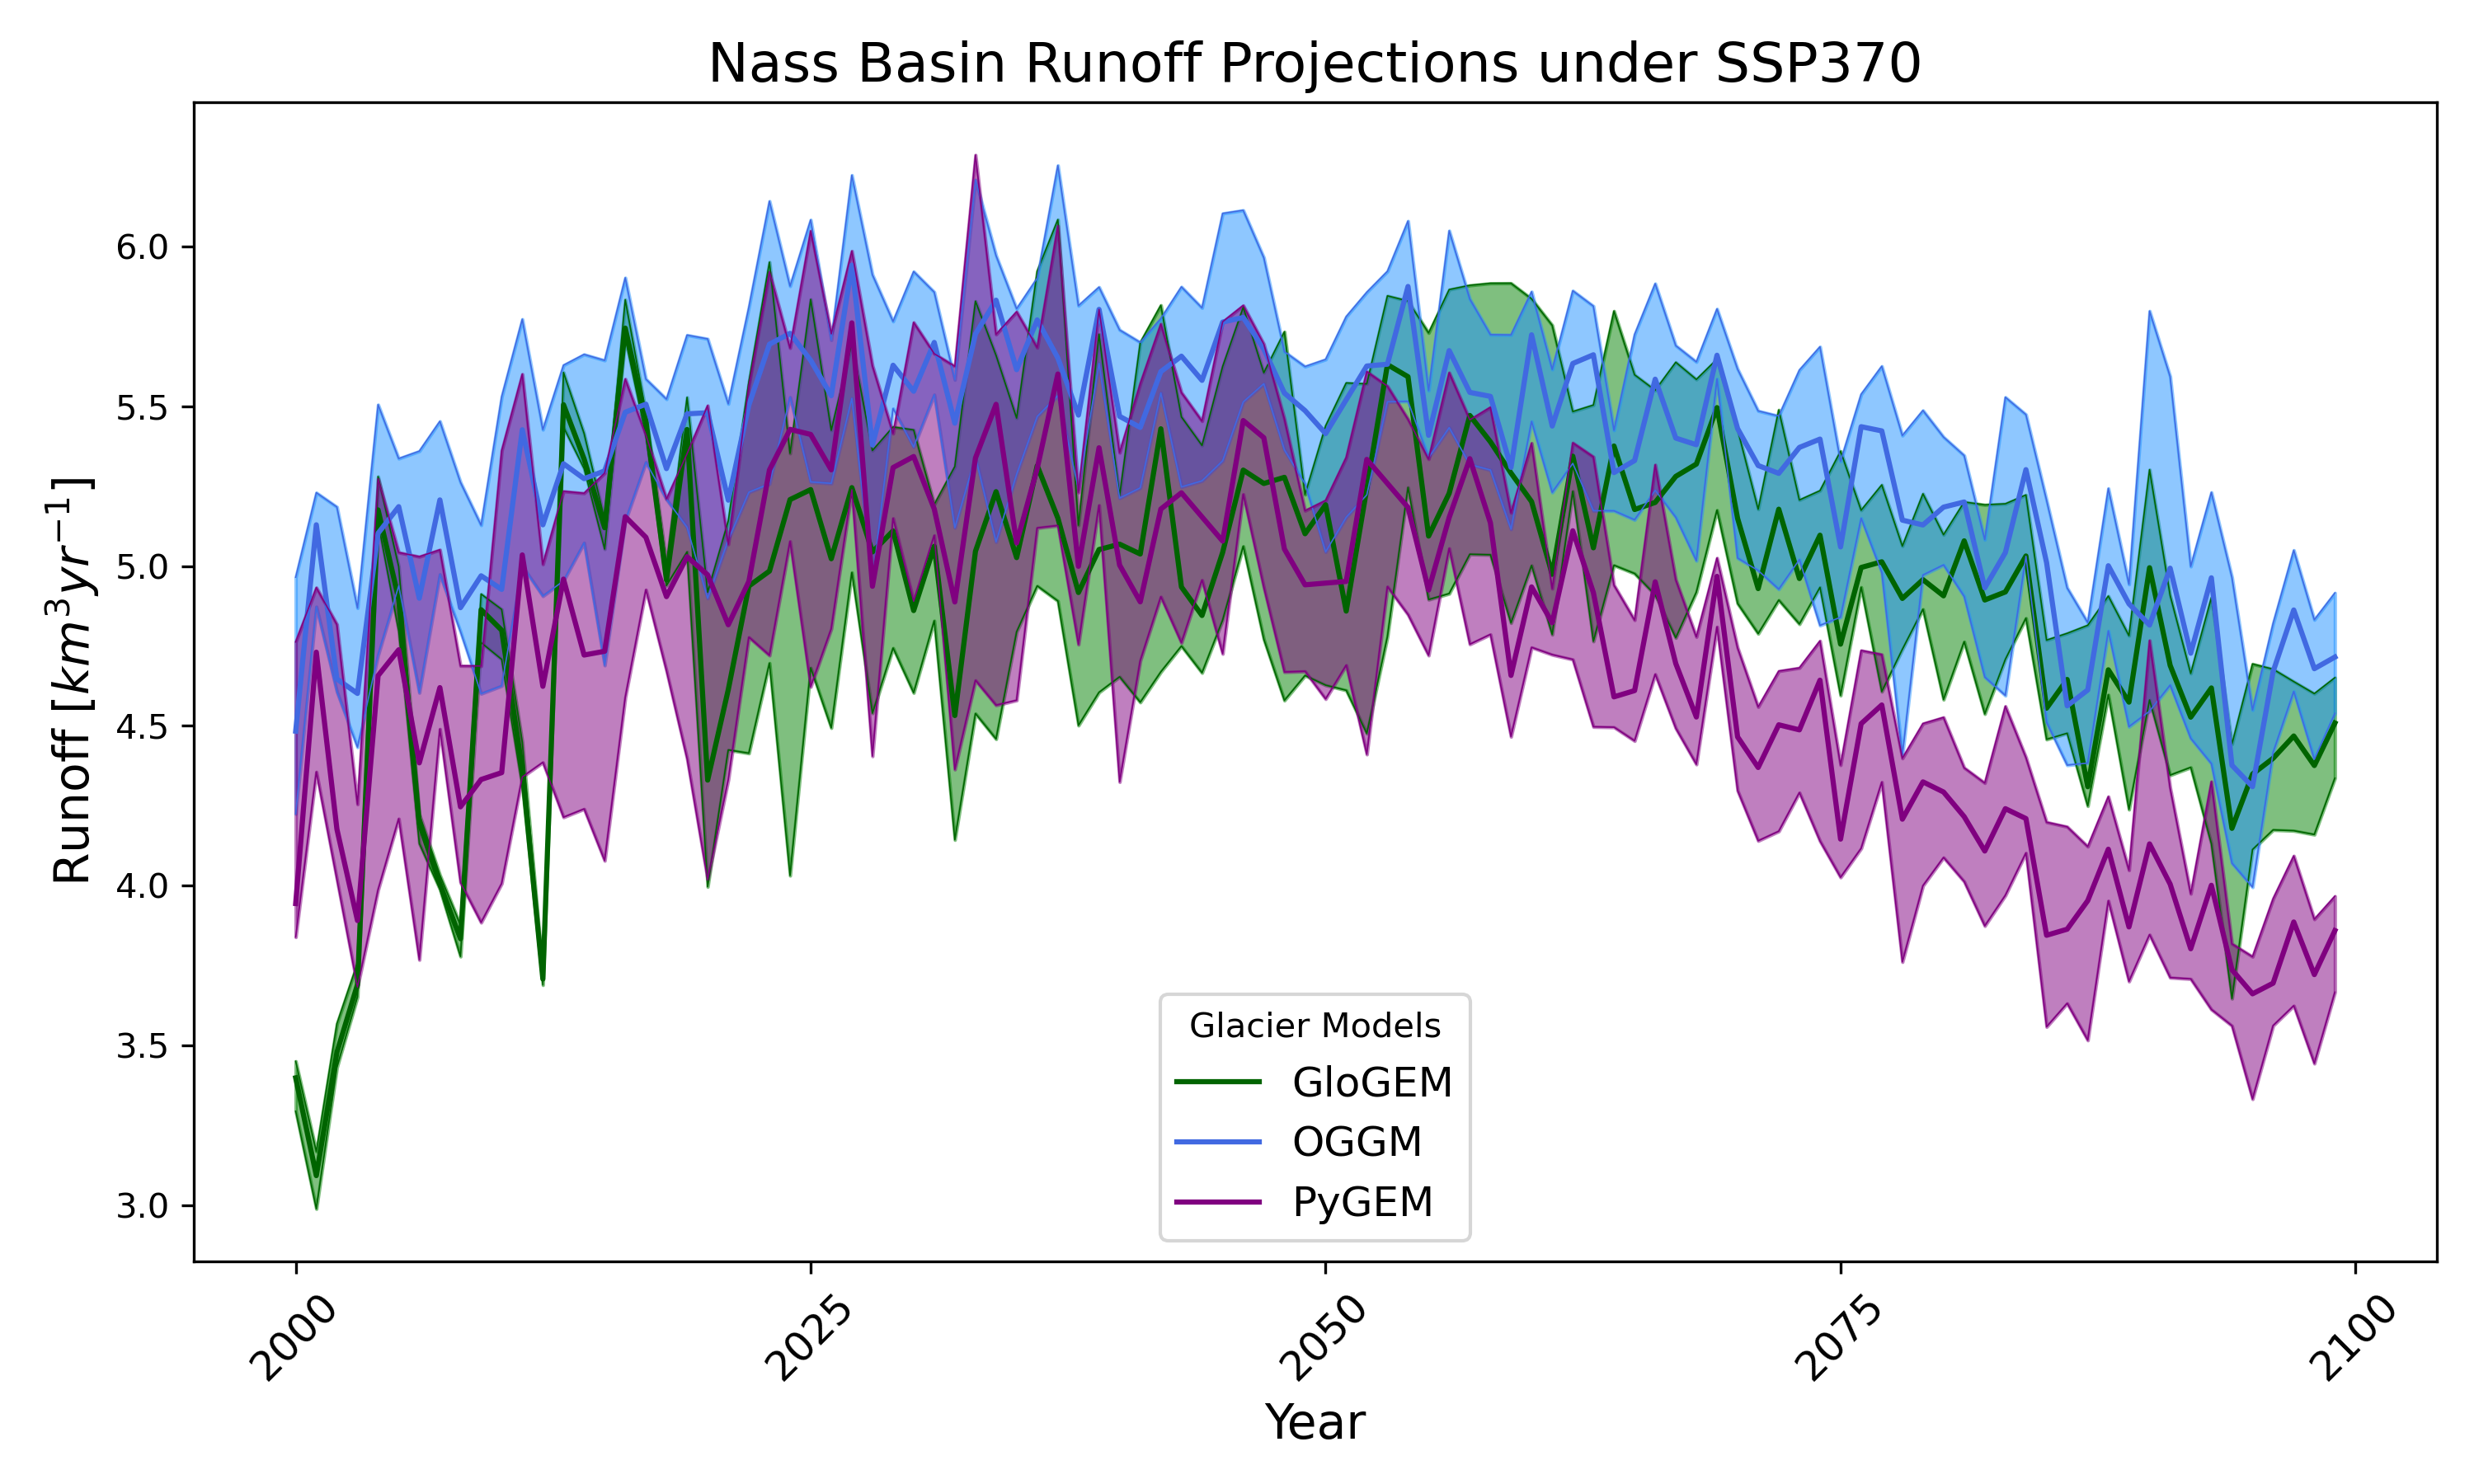 Nass Basin Runoff Projections under SSP370
Runoff [km³yr⁻¹]
6.0
5.5
5.0
4.5
4.0
3.5
3.0
Glacier Models
GloGEM
OGGM
PyGEM
2000
2025
2050
2075
2100
Year